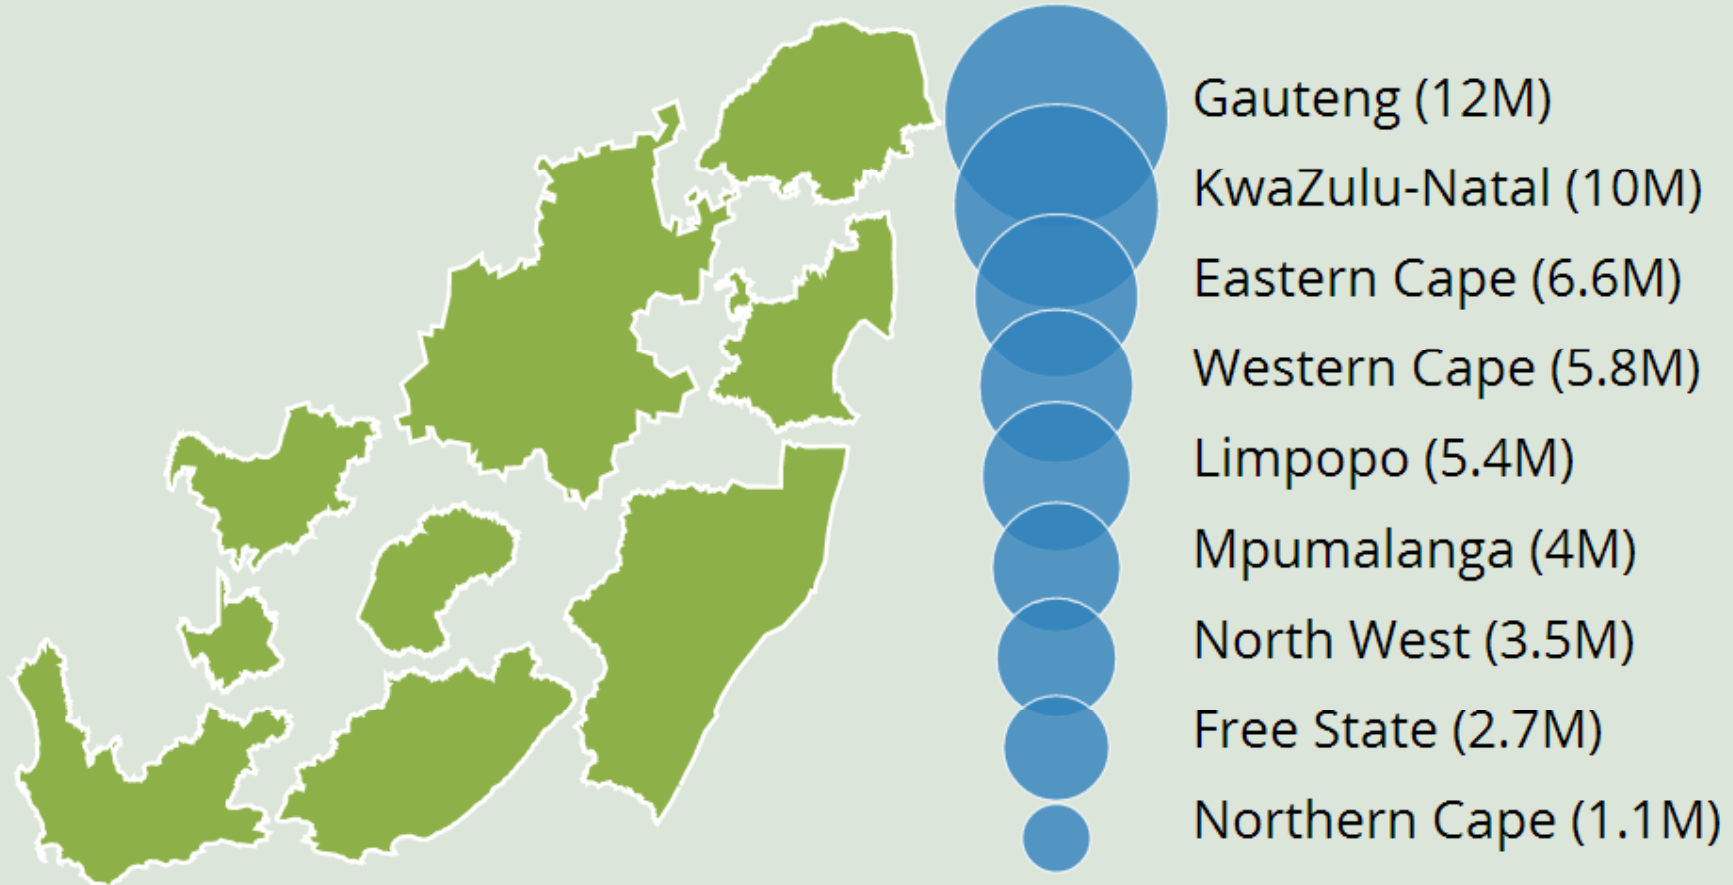 Gauteng (12M)
KwaZulu-Natal (10M)
Eastern Cape (6.6M)
Western Cape (5.8M)
Limpopo (5.4M)
Mpumalanga (4M)
North West (3.5M)
Free State (2.7M)
Northern Cape (1.1M)